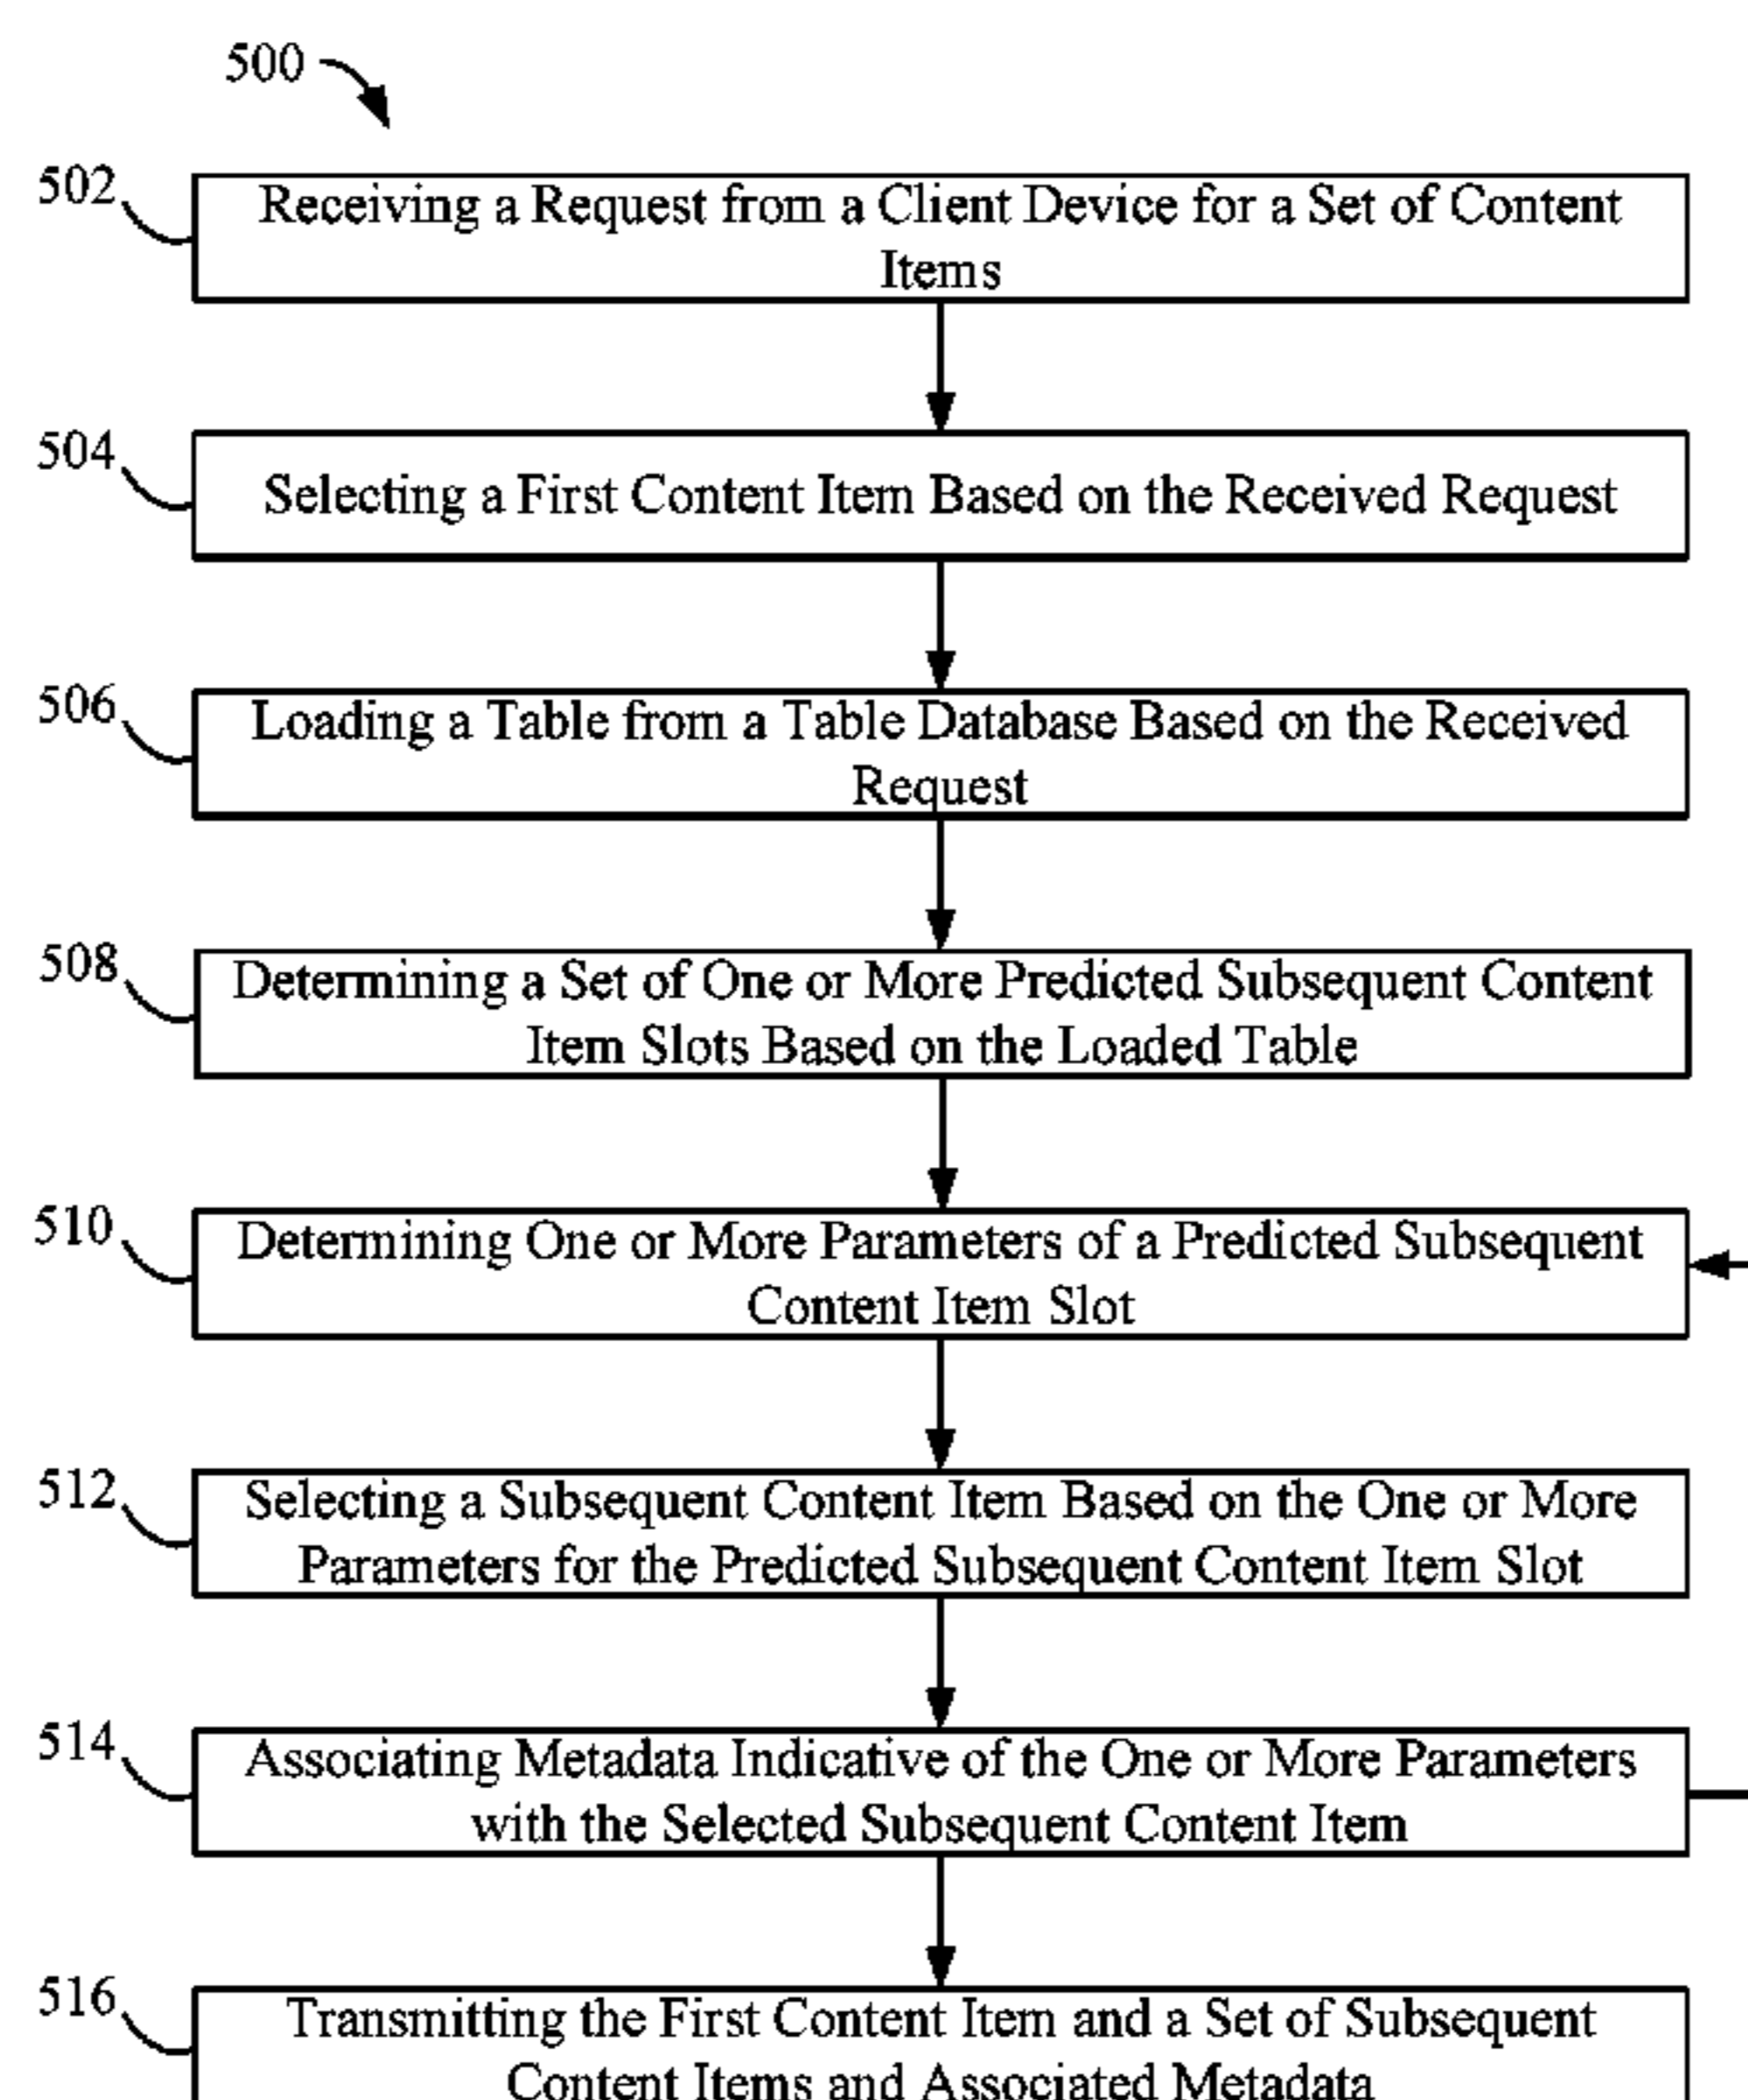 500
502
Receiving a Request from a Client Device for a Set of Content
Items
504
Selecting a First Content Item Based on the Received Request
506
Loading a Table from a Table Database Based on the Received
Request
508
Determining a Set of One or More Predicted Subsequent Content
Item Slots Based on the Loaded Table
510
Determining One or More Parameters of a Predicted Subsequent
Content Item Slot
512
Selecting a Subsequent Content Item Based on the One or More
Parameters for the Predicted Subsequent Content Item Slot
514
Associating Metadata Indicative of the One or More Parameters
with the Selected Subsequent Content Item
516
Transmitting the First Content Item and a Set of Subsequent
Content Items and Associated Metadata